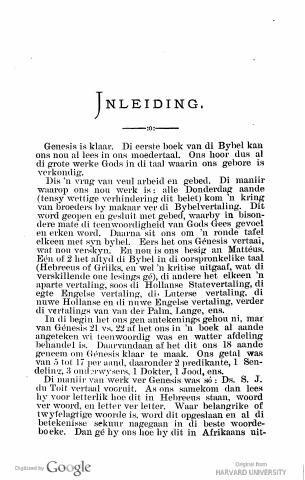 INLEIDING.
:o:
Genesis is klaar. Di eerste boek van di Bybel kan
ons nou al lees in ons moedertaal. Ons hoor dus al
di grote werke Gods in di taal waarin ons gebore is
verkondig.
Dis 'n vrug van veul arbeid en gebed. Di maniir
waarop ons nou werk is: alle Donderdag aande
(tensy wettige verhindering dit belet) kom 'n kring
van broeders by makaar ver di Bybelvertaling. Dit
word geopen en gesluit met gebed, waarby in bison-
dere mate di teenwoordigheid van Gods Gees gevoel
en erken word. Daarna sit ons om 'n ronde tafel
elkeen met syn bybel. Eers het ons Génesis vertaal,
wat nou verskyn. En nou is ons besig an Mattéus.
Eén of 2 het altyd di Bybel in di oorspronkelike taal
(Hebreeus of Griiks, en wel 'n kritise uitgaaf, wat di
verskillende one lesings gé), di andere het elkeen 'n
aparte vertaling, soos di Hollanse Statevertaling, di
egte Engelse vertaling, di Luterse vertaling, di
nuwe Hollanse en di nuwe Engelse vertaling, verder
di vertalings van van der Palm, Lange, ens.
In di begin het ons geen antekenings gehou ni, mar
van Génesis 21 vs. 22 af het ons in 'n boek al aande
angeteken wi teenwoordig was en watter afdeling
behandel is. Daarvandaan af het dit ons 18 aande
geneem om Génesis klaar te maak. Ons getal was
van 5 tot 17 per aand, daaronder 2 predikante, 1 Sen-
deling, 3 onderwysers, 1 Dokter, 1 Jood, ens.
Di maniir van werk ver Genesis was só: Ds. S. J.
du Toit vertaal vooruit. As ons samekom dan lees
hy voor letterlik hoe dit in Hebreeus staan, woord
ver woord, en letter ver letter. Waar belangrike of
twyfelagtige woorde is, word dit opgeslaan en al di
betekenisse sekuur nagegaan in di beste woorde-
boeke. Dan gé hy ons hoe hy dit in Afrikaans uit-
Digitized by Google
Original from
HARVARD UNIVERSITY